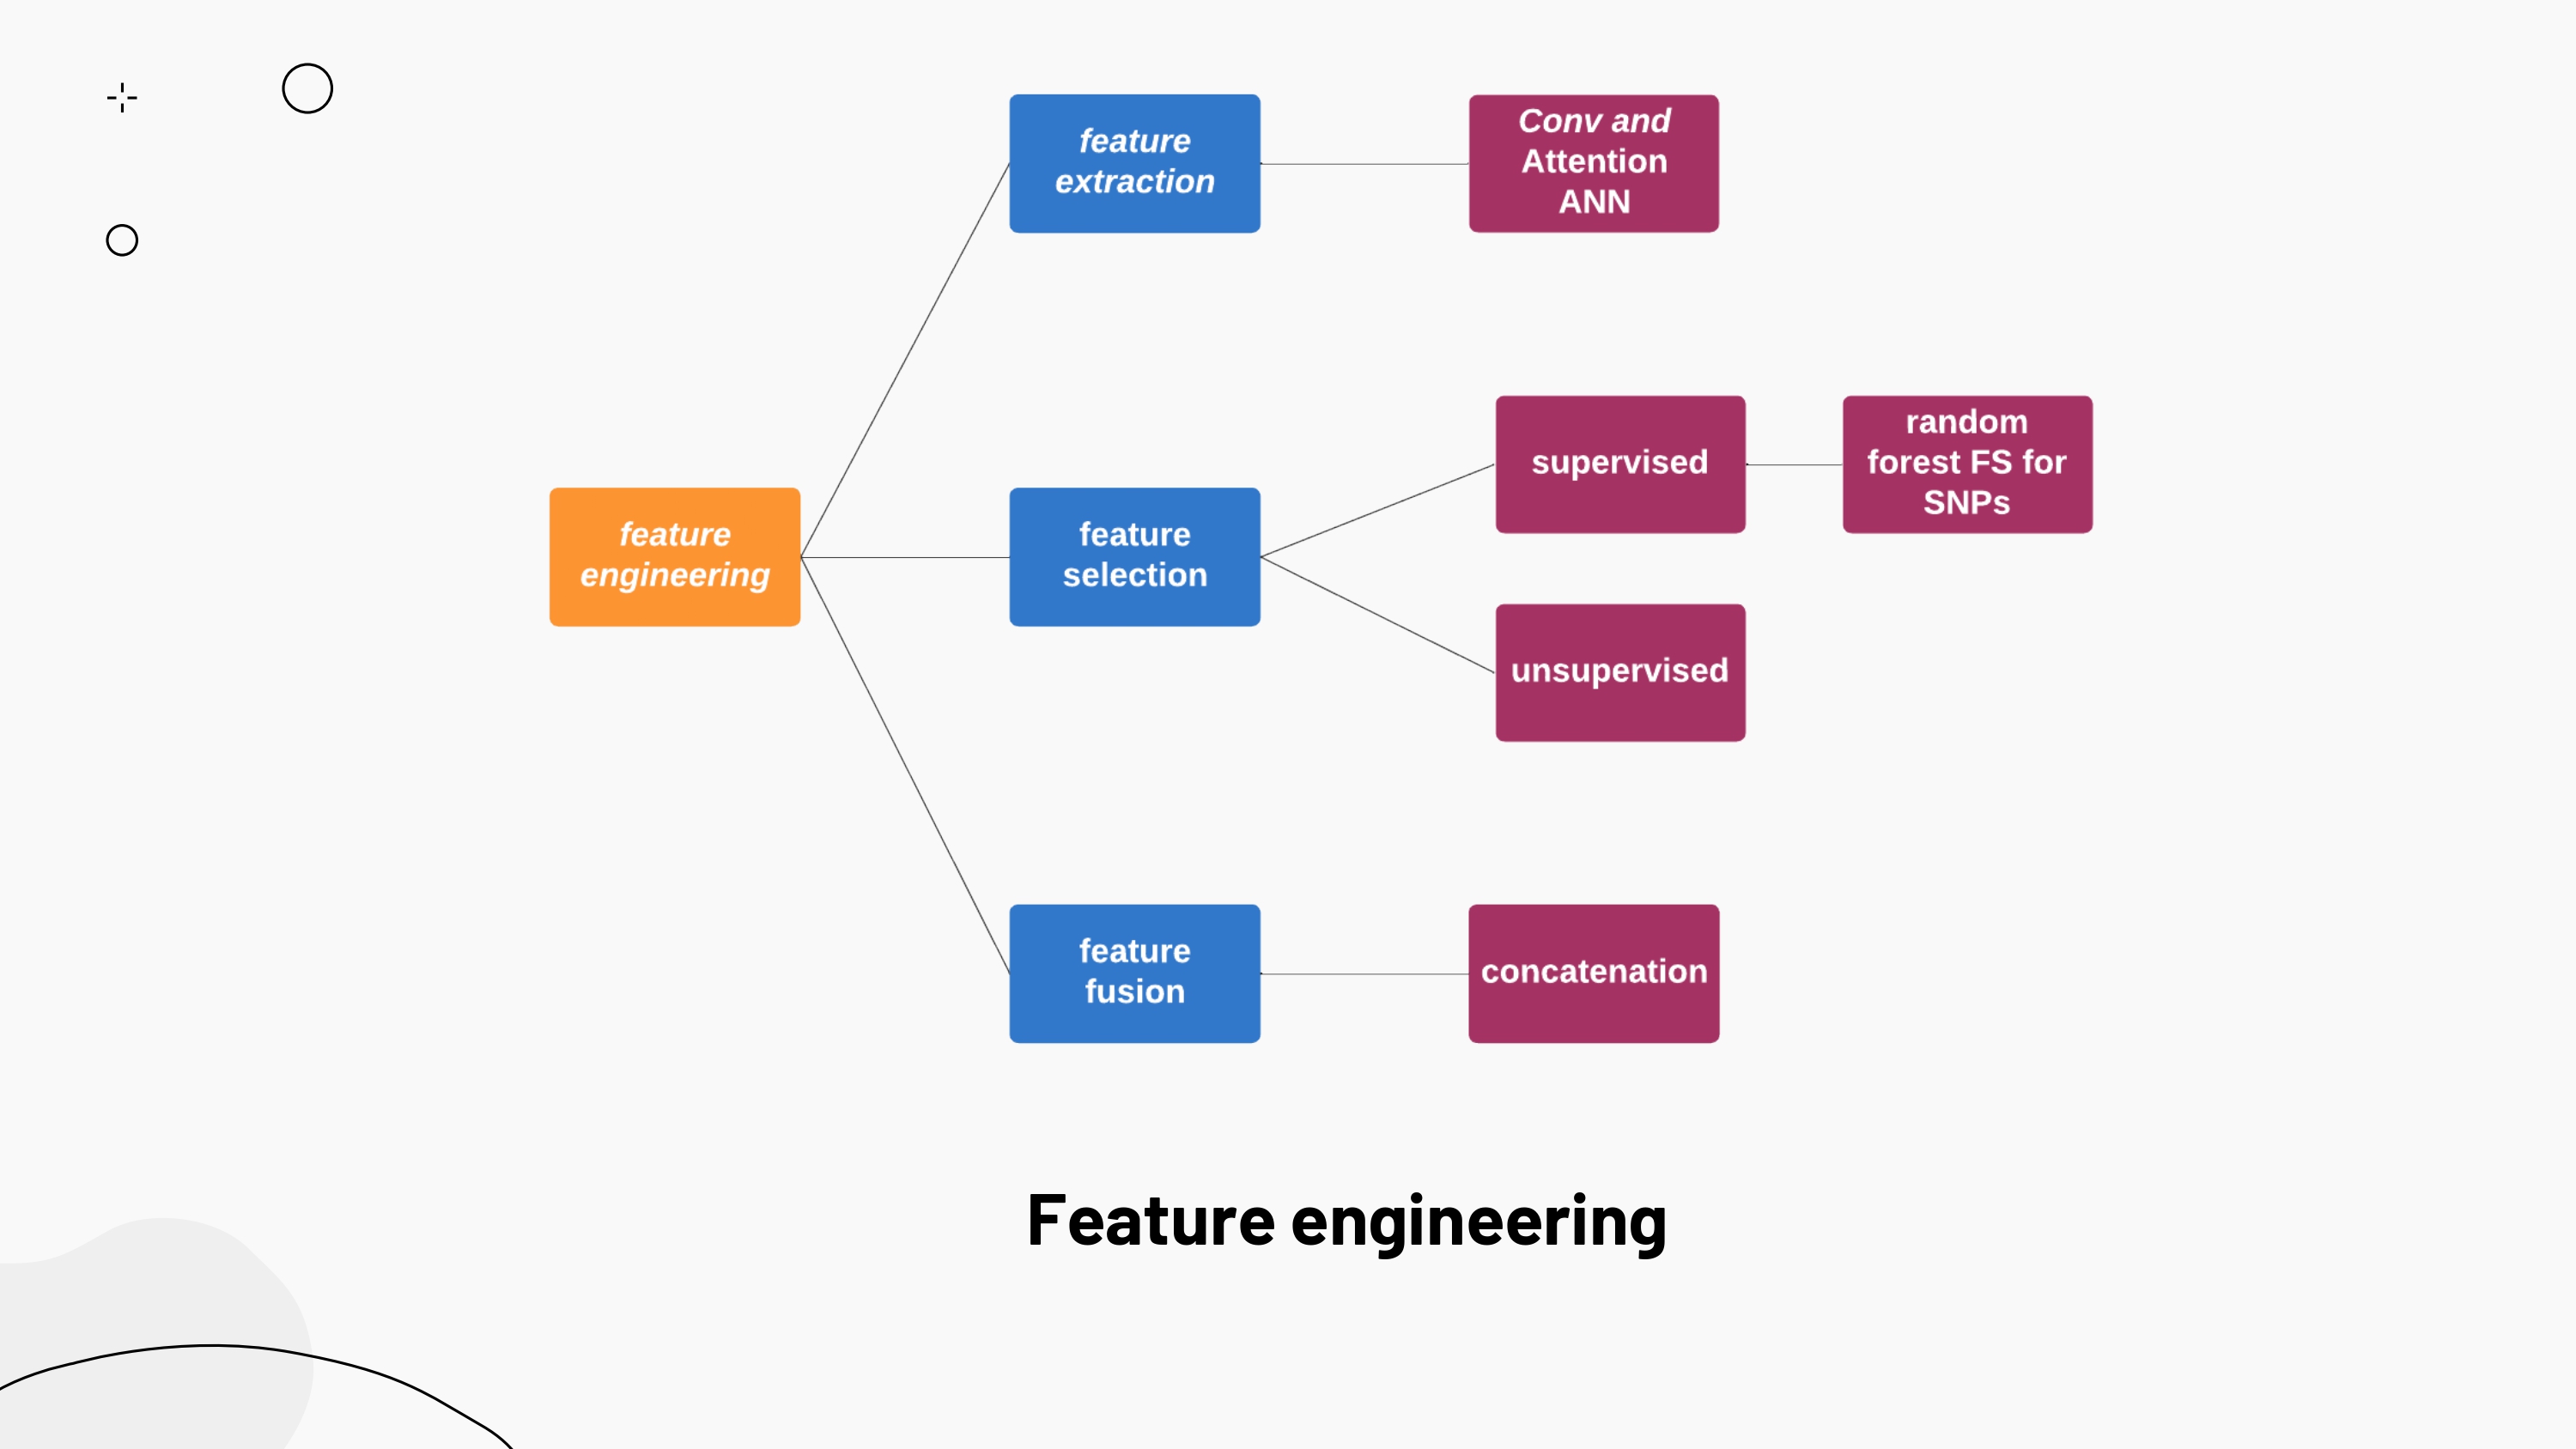 feature
extraction
Conv and
Attention
ANN
feature
engineering
feature
selection
supervised
random
forest FS for
SNPs
unsupervised
feature
fusion
concatenation
Feature engineering